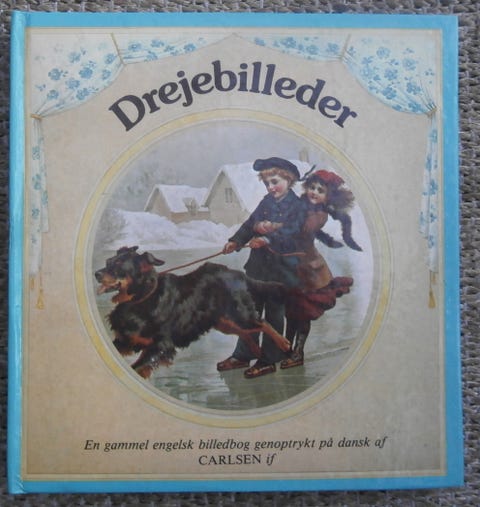 Drejebilleder
En gammel engelsk billedbog genoptrykt på dansk af
CARLSEN if